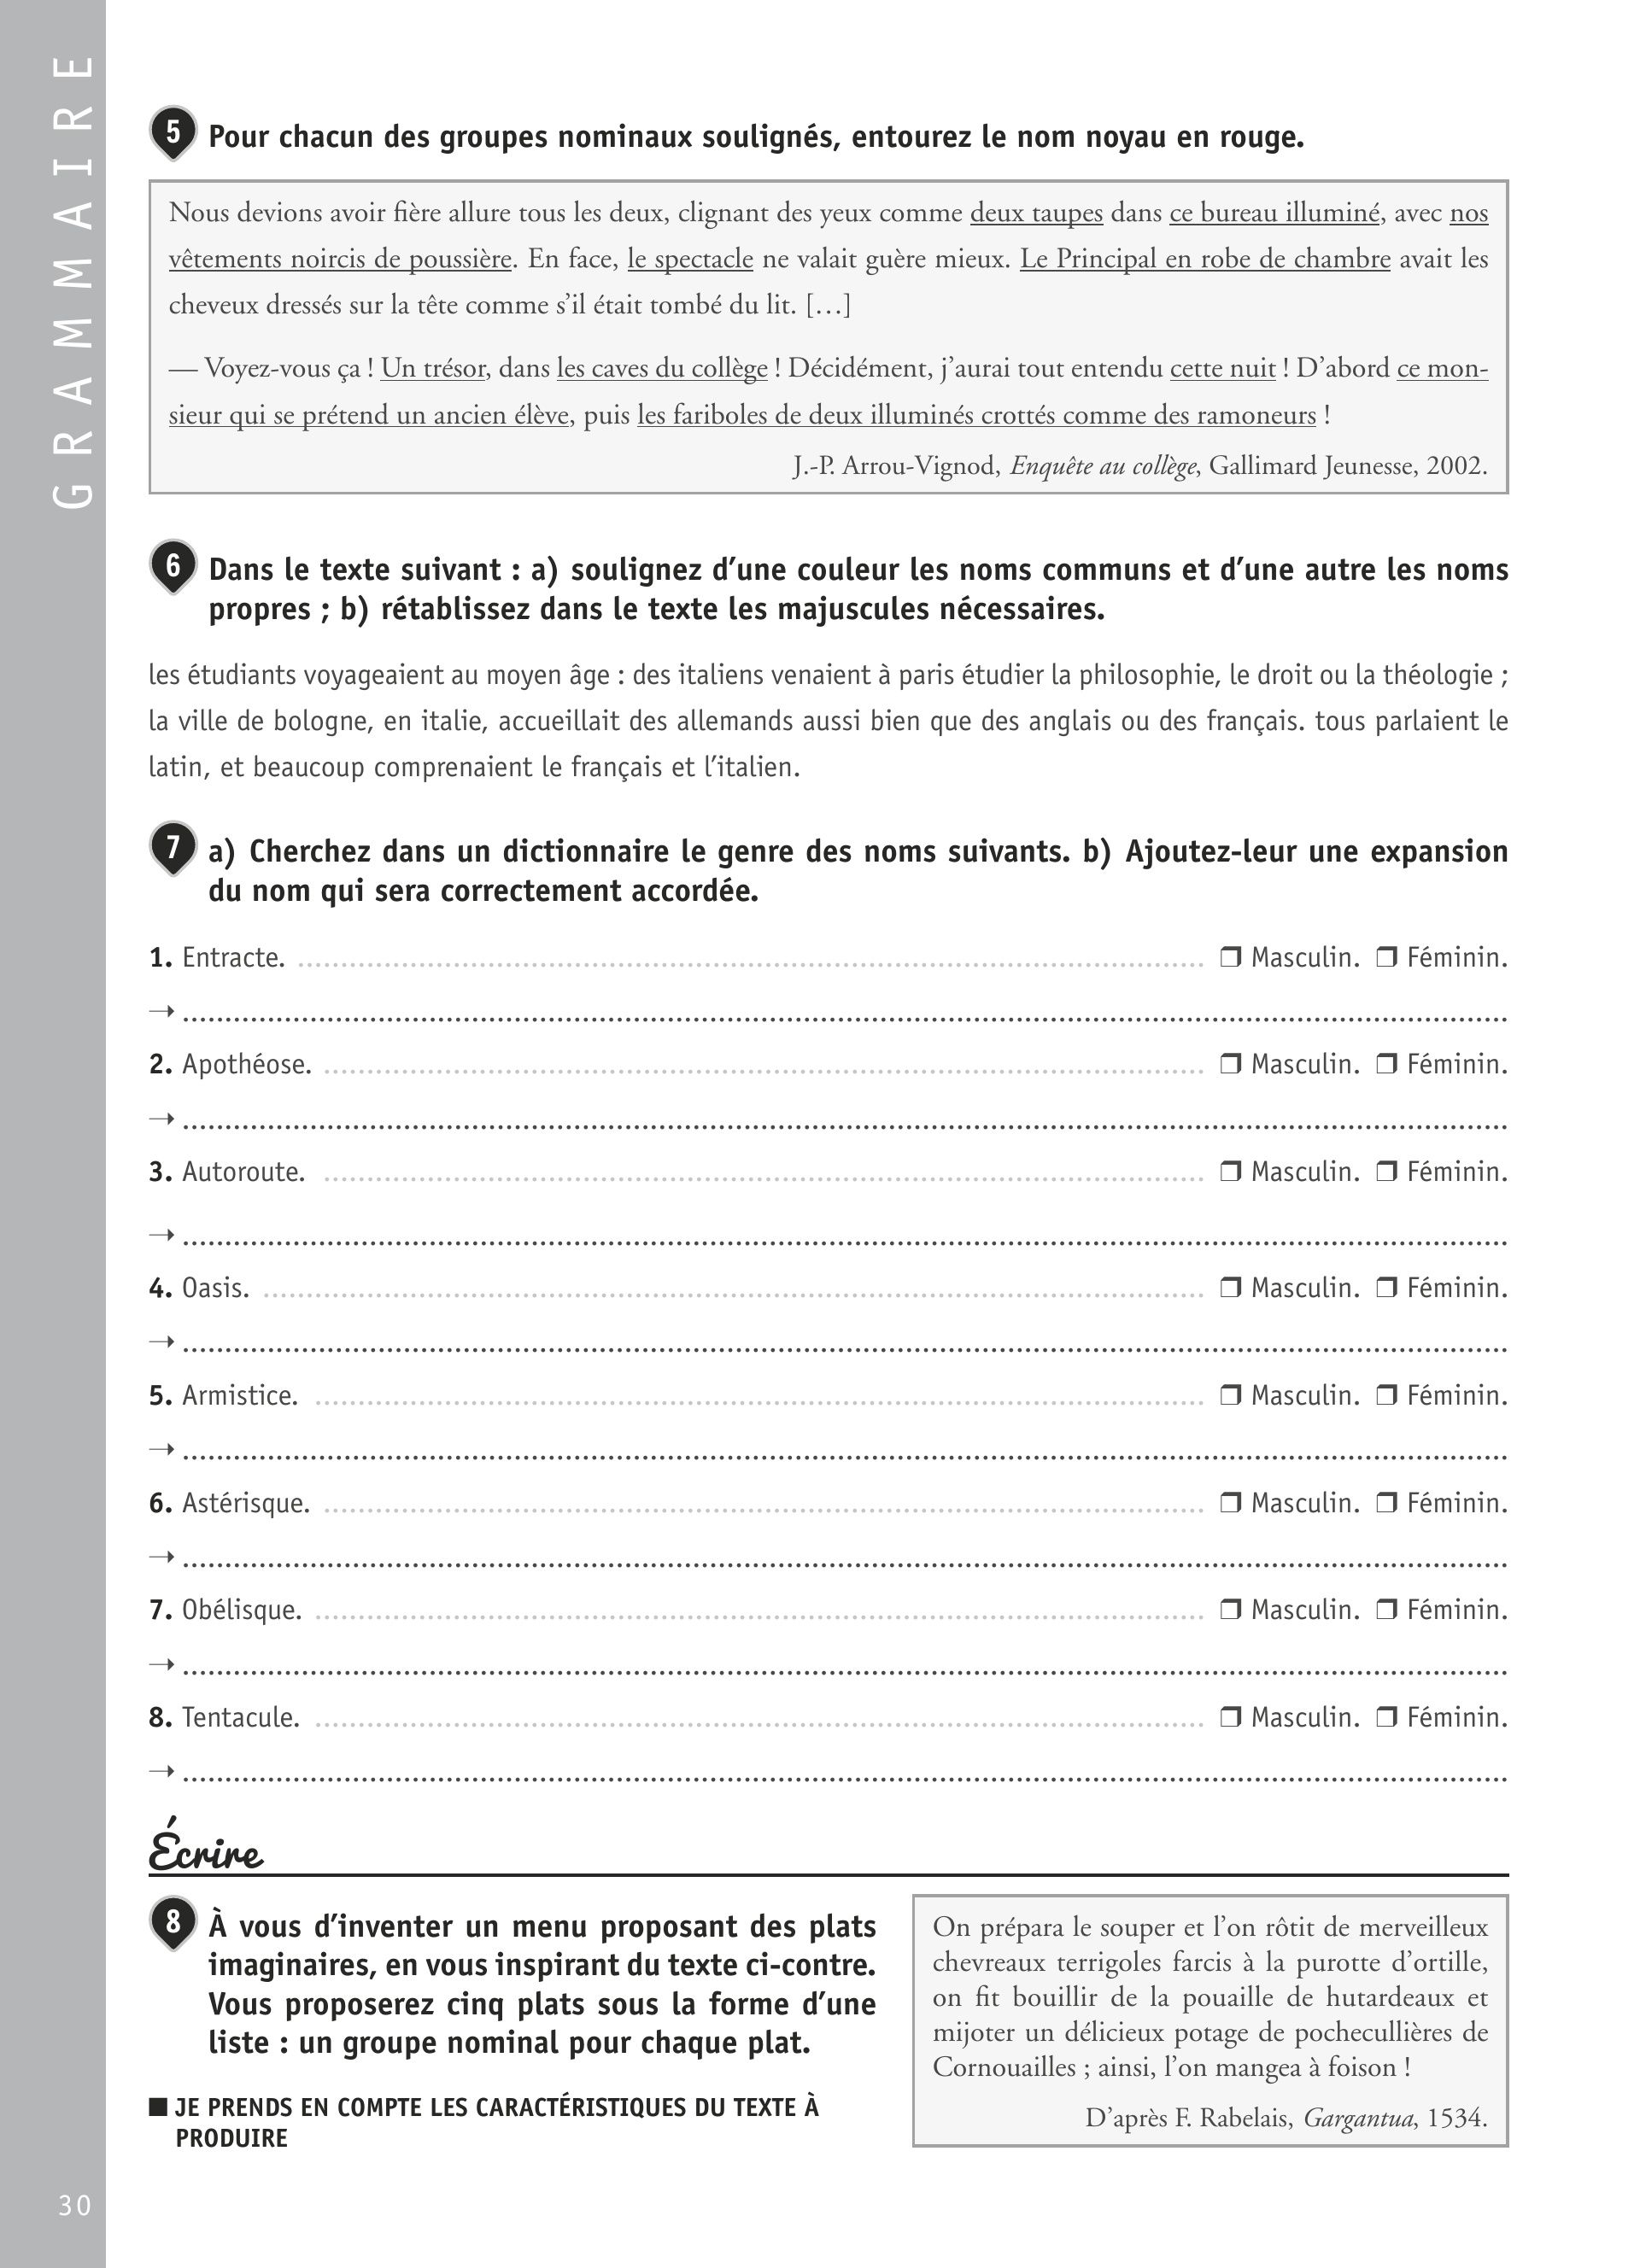 GRAMMAIRE
5 Pour chacun des groupes nominaux soulignés, entourez le nom noyau en rouge.
Nous devions avoir fière allure tous les deux, clignant des yeux comme deux taupes dans ce bureau illuminé, avec nos
vêtements noircis de poussière. En face, le spectacle ne valait guère mieux. Le Principal en robe de chambre avait les
cheveux dressés sur la tête comme s’il était tombé du lit. […]
— Voyez-vous ça ! Un trésor, dans les caves du collège ! Décidément, j’aurai tout entendu cette nuit ! D’abord ce mon-
sieur qui se prétend un ancien élève, puis les fariboles de deux illuminés crottés comme des ramoneurs !
J.-P. Arrou-Vignod, Enquête au collège, Gallimard Jeunesse, 2002.
6 Dans le texte suivant : a) soulignez d’une couleur les noms communs et d’une autre les noms
propres ; b) rétablissez dans le texte les majuscules nécessaires.
les étudiants voyageaient au moyen âge : des italiens venaient à paris étudier la philosophie, le droit ou la théologie ;
la ville de bologne, en italie, accueillait des allemands aussi bien que des anglais ou des français. tous parlaient le
latin, et beaucoup comprenaient le français et l’italien.
7 a) Cherchez dans un dictionnaire le genre des noms suivants. b) Ajoutez-leur une expansion
du nom qui sera correctement accordée.
1. Entracte. ........................................ ❒ Masculin. ❒ Féminin.
→ ........................................
2. Apothéose. ........................................ ❒ Masculin. ❒ Féminin.
→ ........................................
3. Autoroute. ........................................ ❒ Masculin. ❒ Féminin.
→ ........................................
4. Oasis. ........................................ ❒ Masculin. ❒ Féminin.
→ ........................................
5. Armistice. ........................................ ❒ Masculin. ❒ Féminin.
→ ........................................
6. Astérisque. ........................................ ❒ Masculin. ❒ Féminin.
→ ........................................
7. Obélisque. ........................................ ❒ Masculin. ❒ Féminin.
→ ........................................
8. Tentacule. ........................................ ❒ Masculin. ❒ Féminin.
→ ........................................
Écrire
8 À vous d’inventer un menu proposant des plats
imaginaires, en vous inspirant du texte ci-contre.
Vous proposerez cinq plats sous la forme d’une
liste : un groupe nominal pour chaque plat.
■ JE PRENDS EN COMPTE LES CARACTÉRISTIQUES DU TEXTE À
PRODUIRE
On prépara le souper et l’on rôtit de merveilleux
chevreaux terrigoles farcis à la purotte d’ortille,
on fit bouillir de la pouaille de hutardeaux et
mijoter un délicieux potage de pochecullières de
Cornouailles ; ainsi, l’on mangea à foison !
D’après F. Rabelais, Gargantua, 1534.
30